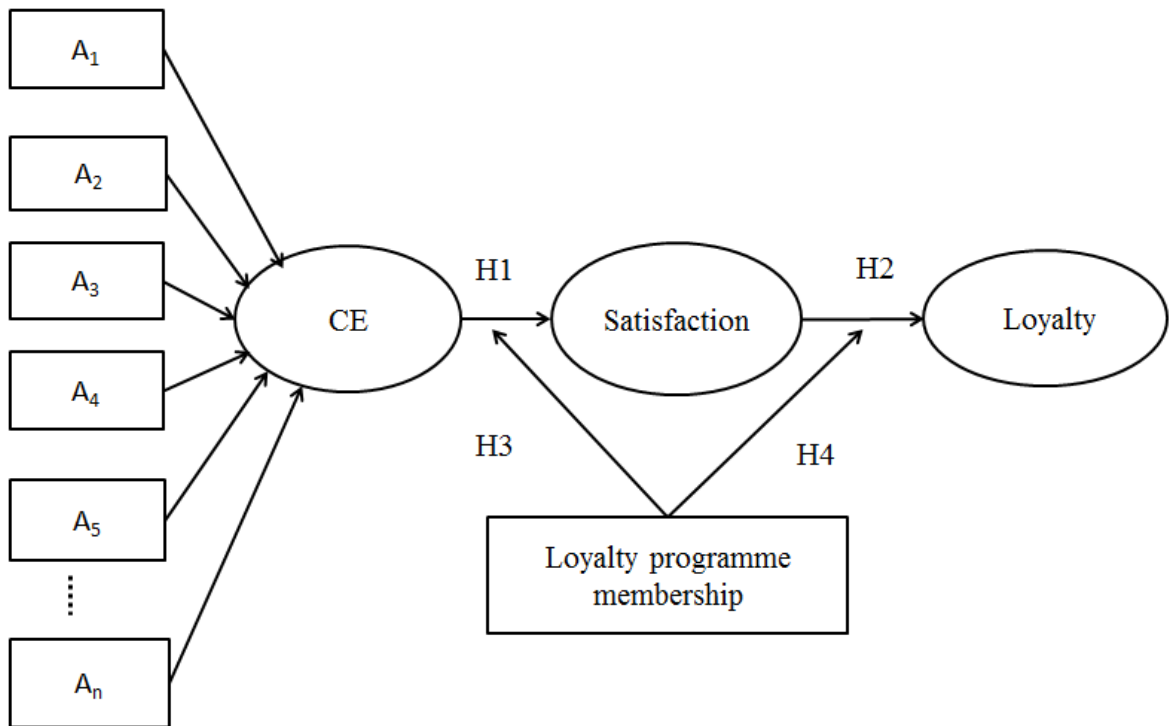 A₁
A₂
A₃
A₄
A₅
Aₙ
CE
H1
Satisfaction
H2
Loyalty
H3
H4
Loyalty programme
membership